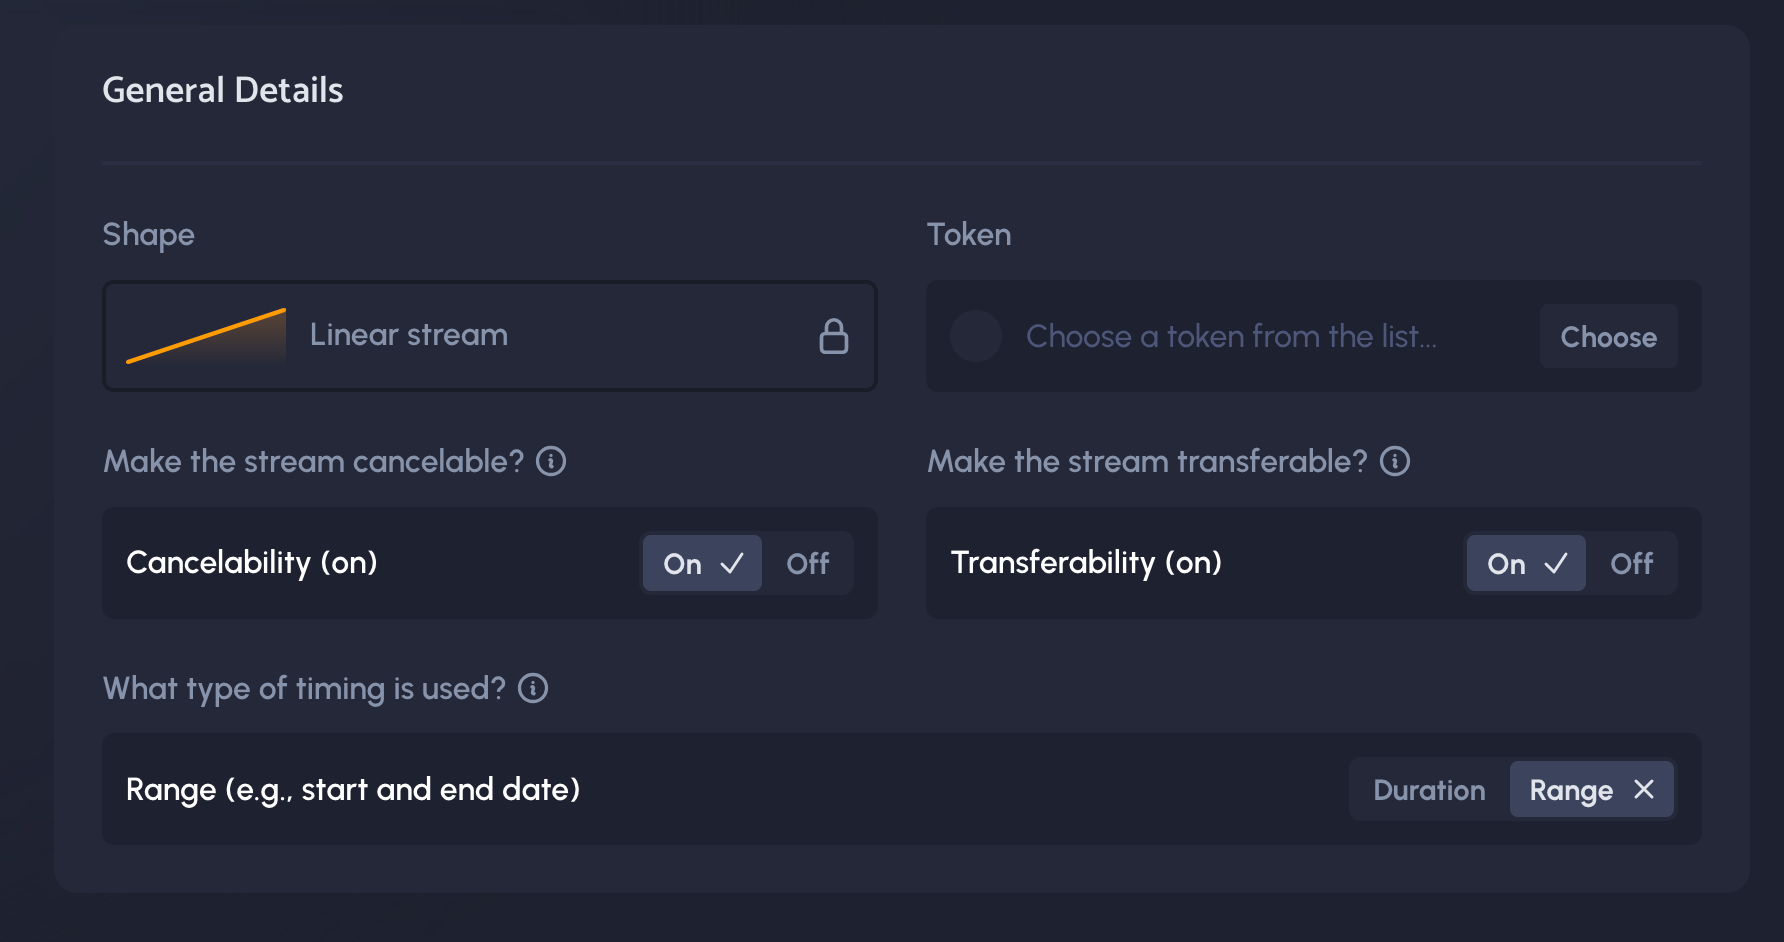 General Details
Shape
Token
Linear stream
Choose a token from the list...
Choose
Make the stream cancelable?
Make the stream transferable?
Cancelability (on)
On
Off
Transferability (on)
On
Off
What type of timing is used?
Range (e.g., start and end date)
Duration
Range